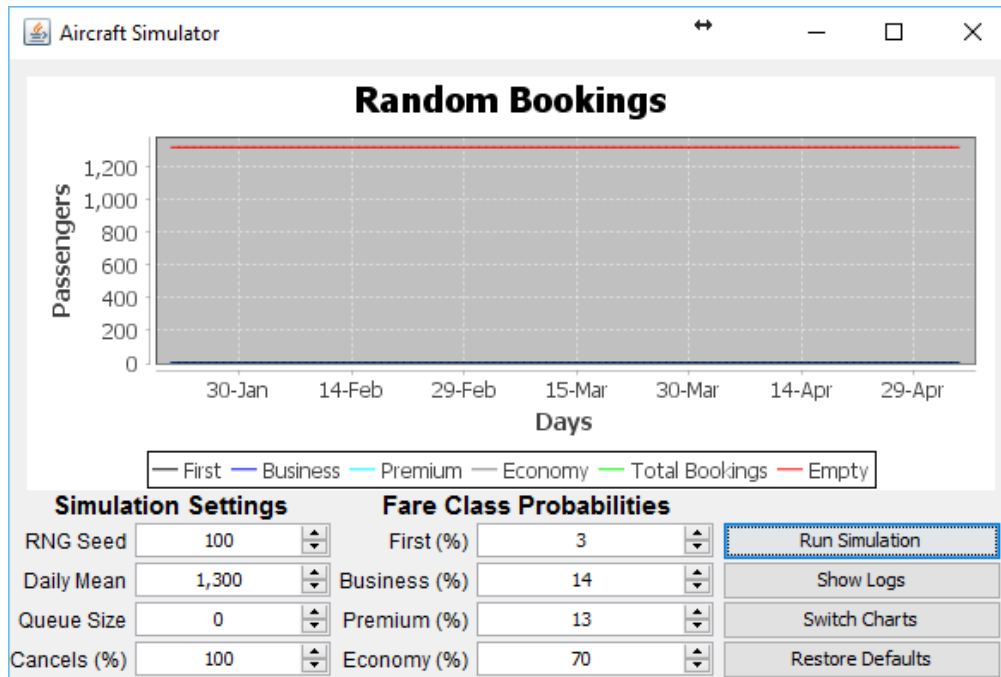 Aircraft Simulator
Random Bookings
Passengers
1,200
1,000
800
600
400
200
0
30-Jan 14-Feb 29-Feb 15-Mar 30-Mar 14-Apr 29-Apr
Days
First Business Premium Economy Total Bookings Empty
Simulation Settings Fare Class Probabilities
RNG Seed 100 First (%) 3 Run Simulation
Daily Mean 1,300 Business (%) 14 Show Logs
Queue Size 0 Premium (%) 13 Switch Charts
Cancels (%) 100 Economy (%) 70 Restore Defaults